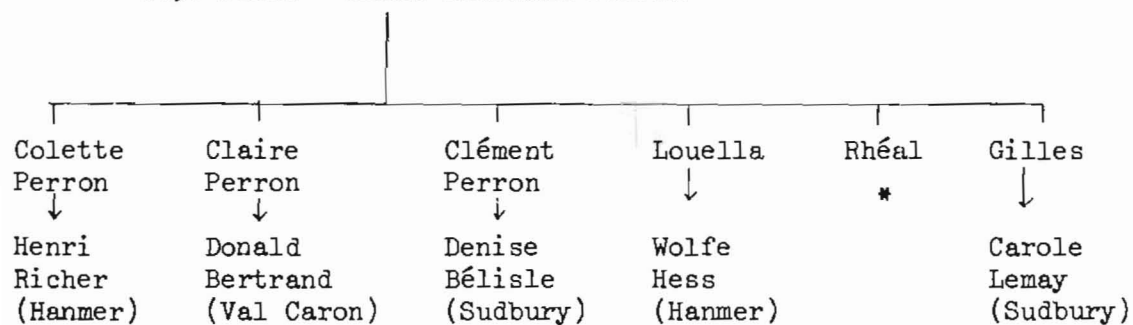 Colette Claire Clément Louella Rhéal Gilles
Perron Perron Perron
*
Henri Donald Denise Wolfe Carole
Richer Bertrand Bélisle Hess Lemay
(Hanmer) (Val Caron) (Sudbury) (Hanmer) (Sudbury)